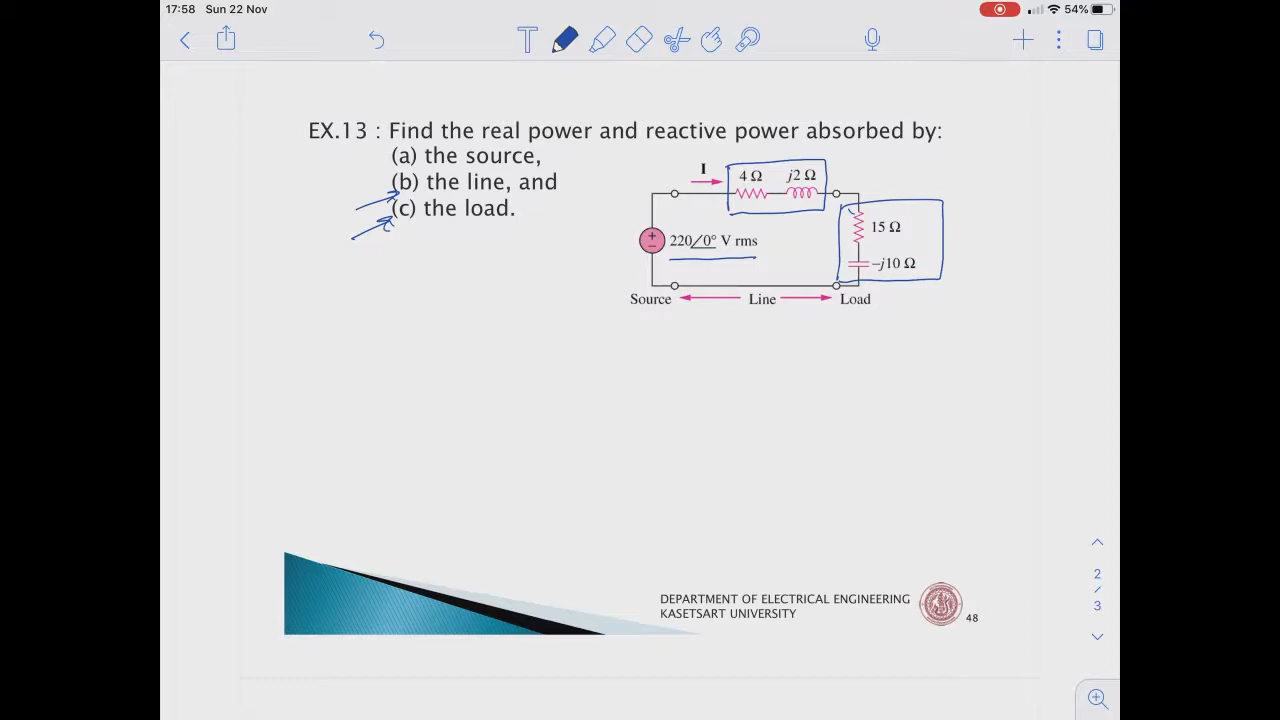 17:58 Sun 22 Nov
54%
EX.13 : Find the real power and reactive power absorbed by:
(a) the source,
(b) the line, and
(c) the load.
I
4 Ω j2 Ω
15 Ω
+
−
220∠0° V rms
−j10 Ω
Source Line Load
2
/
3
DEPARTMENT OF ELECTRICAL ENGINEERING
KASETSART UNIVERSITY
48